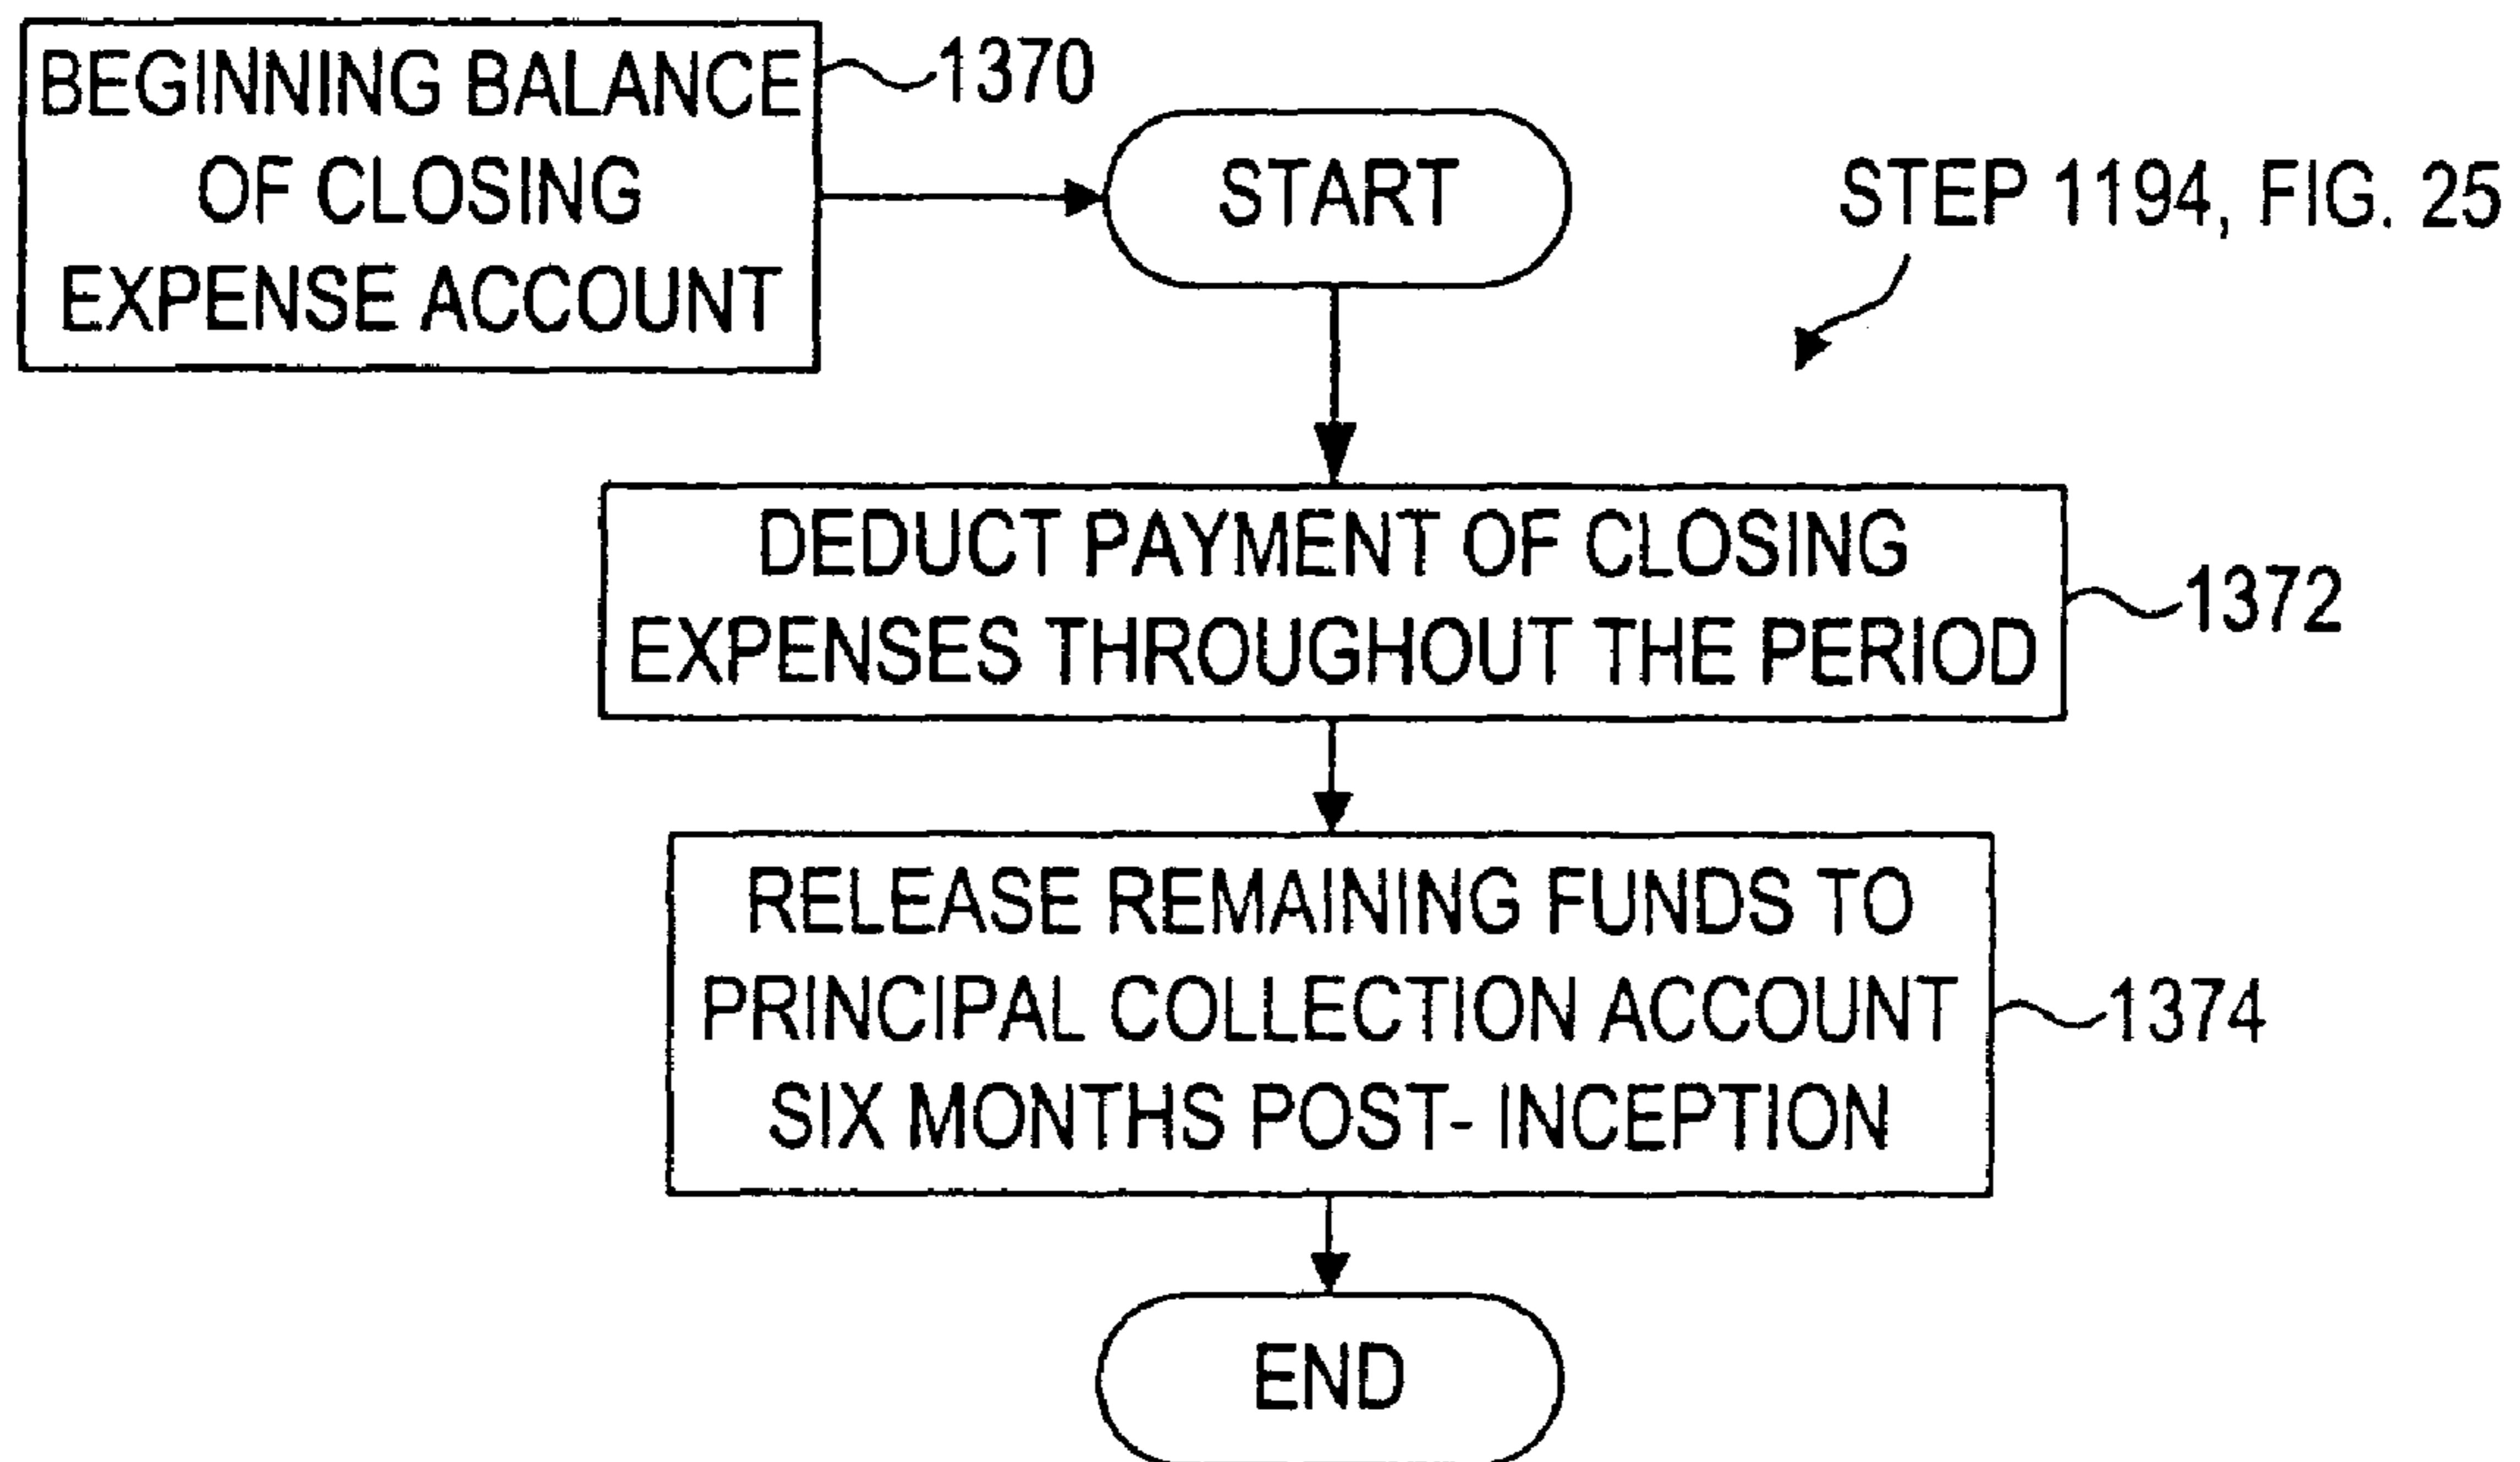 BEGINNING BALANCE
OF CLOSING
EXPENSE ACCOUNT
1370
START
STEP 1194, FIG. 25
DEDUCT PAYMENT OF CLOSING
EXPENSES THROUGHOUT THE PERIOD
1372
RELEASE REMAINING FUNDS TO
PRINCIPAL COLLECTION ACCOUNT
SIX MONTHS POST- INCEPTION
1374
END